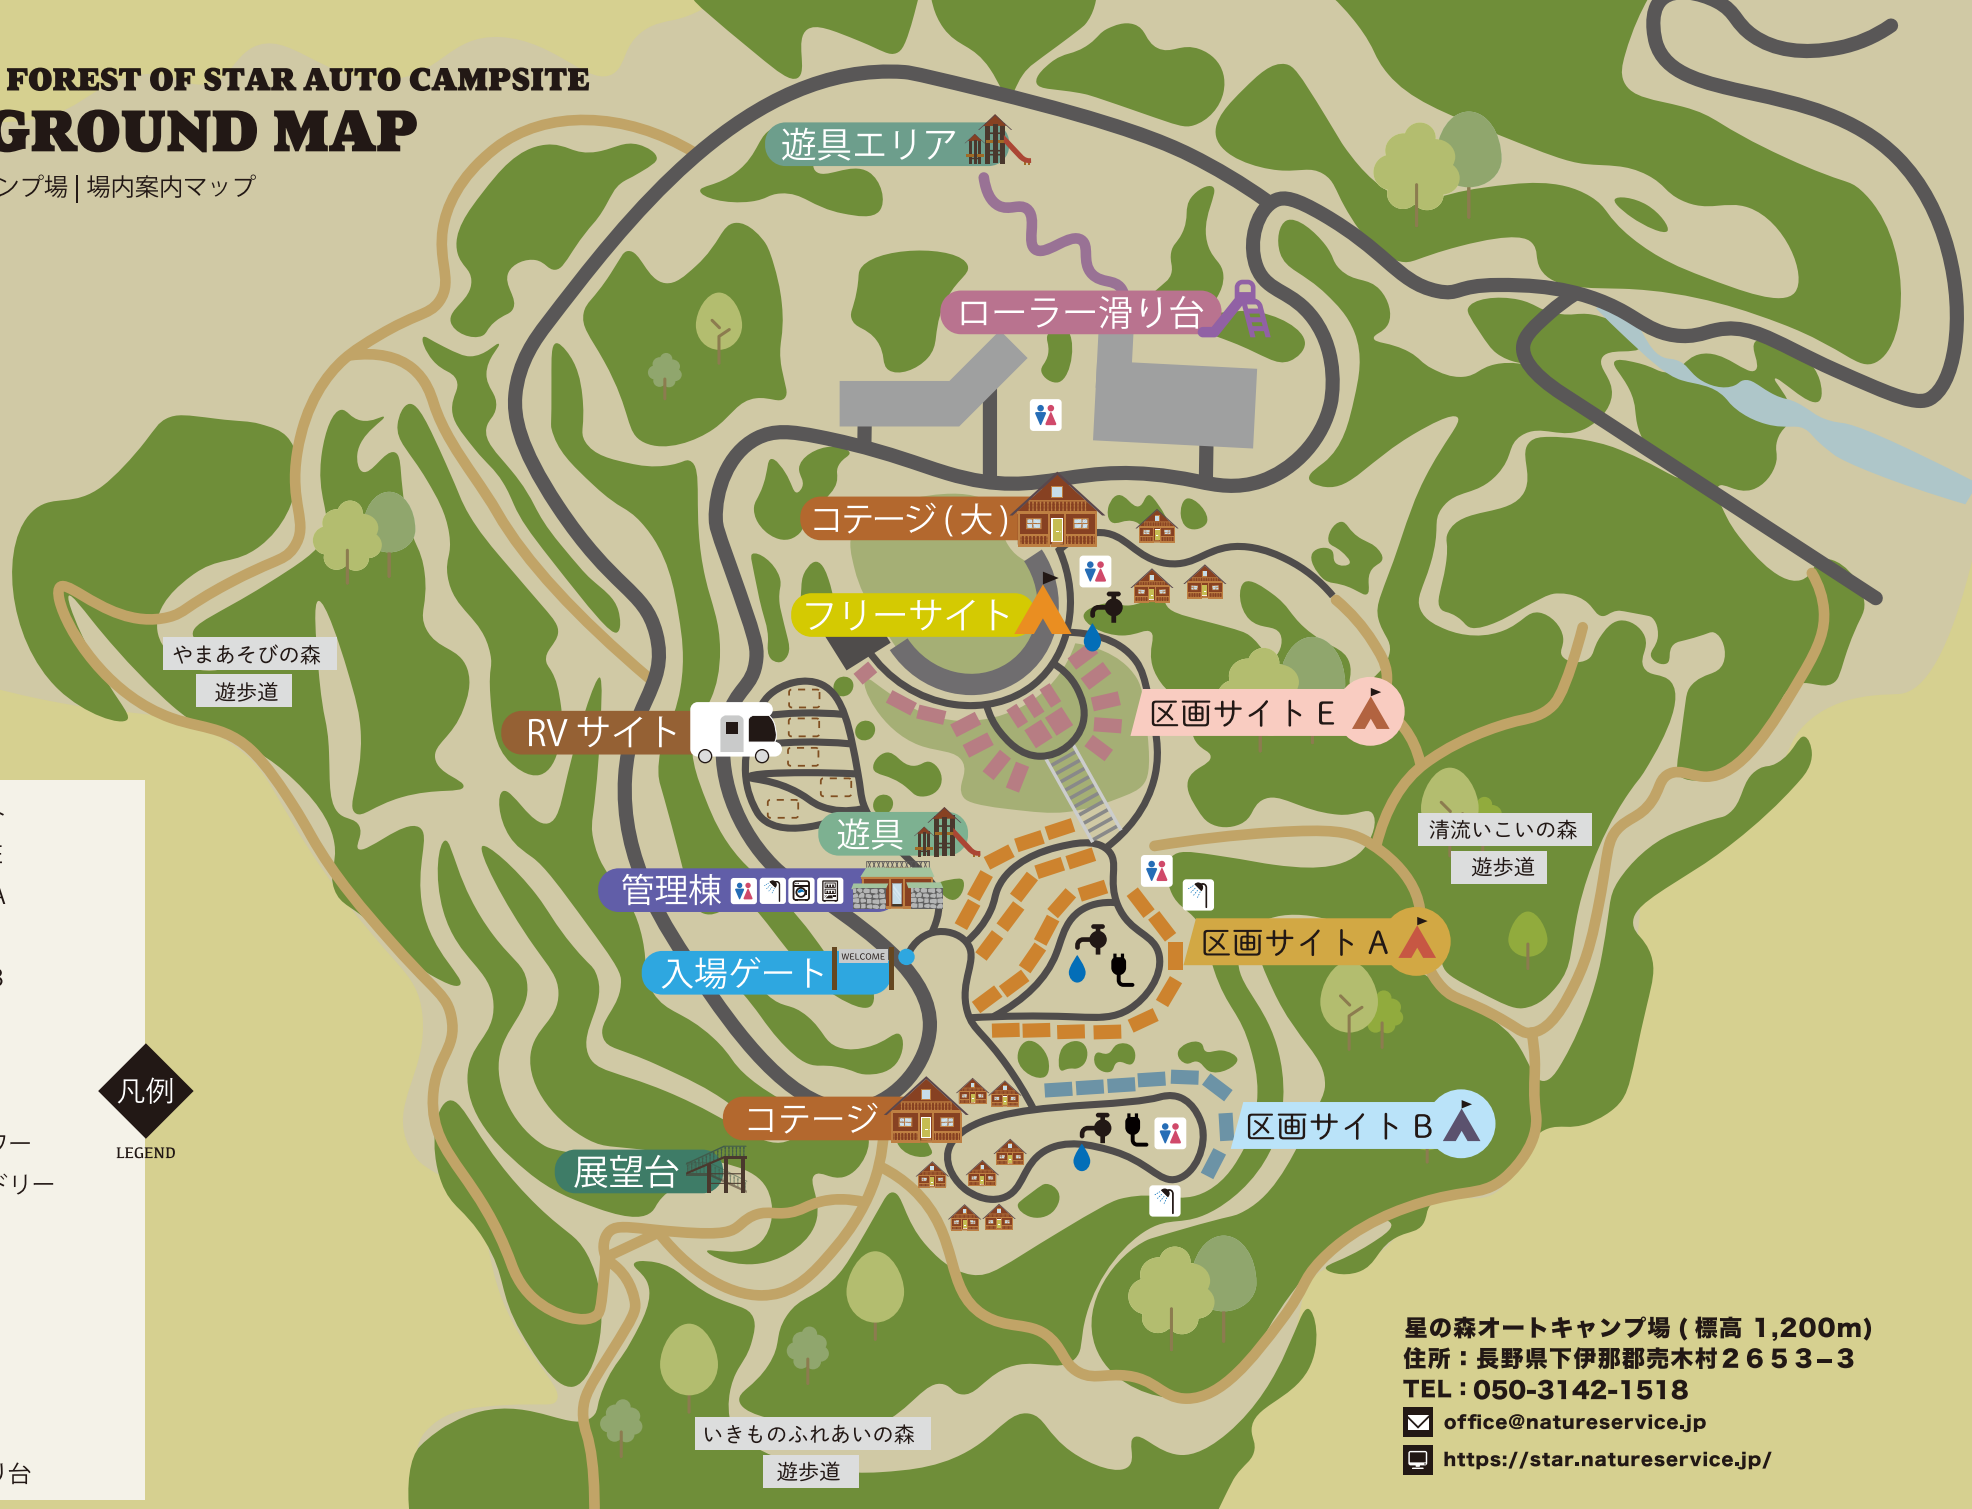 FOREST OF STAR AUTO CAMPSITE
GROUND MAP
ンプ場 | 場内案内マップ
遊具エリア
ローラー滑り台
コテージ(大)
フリーサイト
やまあそびの森
遊歩道
RV サイト
区画サイト E
遊具
清流いこいの森
遊歩道
管理棟
区画サイト A
入場ゲート
WELCOME
凡例
LEGEND
コテージ
区画サイト B
展望台
ワー
ドリー
り台
いきものふれあいの森
遊歩道
星の森オートキャンプ場 ( 標高 1,200m)
住所:長野県下伊那郡売木村2653−3
TEL:050-3142-1518
office@natureservice.jp
https://star.natureservice.jp/